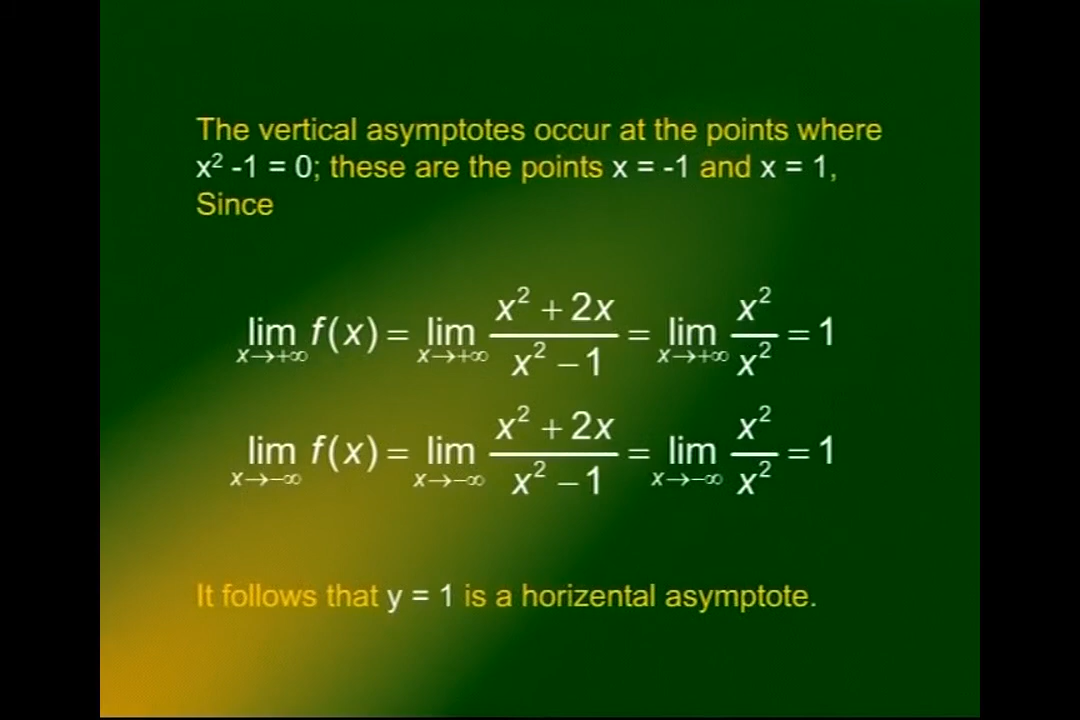 The vertical asymptotes occur at the points where
x² -1 = 0; these are the points x = -1 and x = 1,
Since
lim x→+∞ f(x) = lim x→+∞ (x² + 2x)/(x² − 1) = lim x→+∞ x²/x² = 1
lim x→−∞ f(x) = lim x→−∞ (x² + 2x)/(x² − 1) = lim x→−∞ x²/x² = 1
It follows that y = 1 is a horizental asymptote.